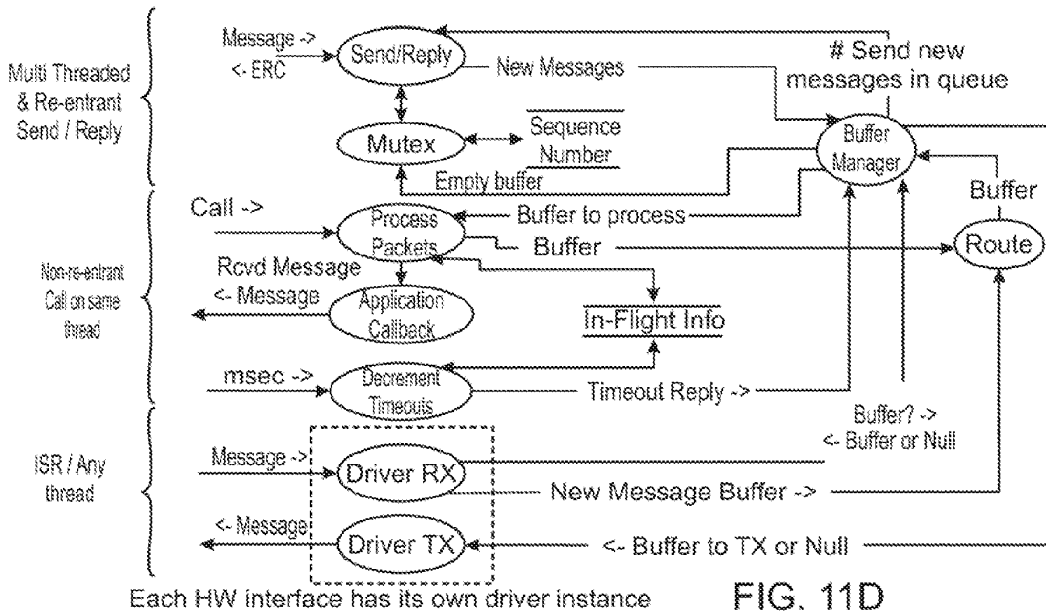 Multi Threaded
& Re-entrant
Send / Reply
Message ->
<- ERC
Send/Reply
New Messages
# Send new
messages in queue
Mutex
Sequence
Number
Buffer
Manager
Empty buffer
Buffer
Non-re-entrant
Call on same
thread
Call ->
Process
Packets
Buffer to process
Buffer
Route
Rcvd Message
<- Message
Application
Callback
In-Flight Info
msec ->
Decrement
Timeouts
Timeout Reply ->
Buffer? ->
<- Buffer or Null
ISR / Any
thread
Message ->
Driver RX
New Message Buffer ->
<- Message
Driver TX
<- Buffer to TX or Null
Each HW interface has its own driver instance
FIG. 11D